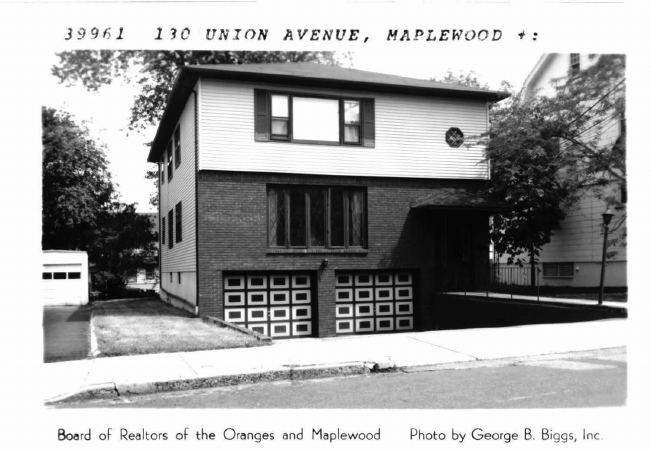 39961 130 UNION AVENUE, MAPLEWOOD +:
Board of Realtors of the Oranges and Maplewood Photo by George B. Biggs, Inc.